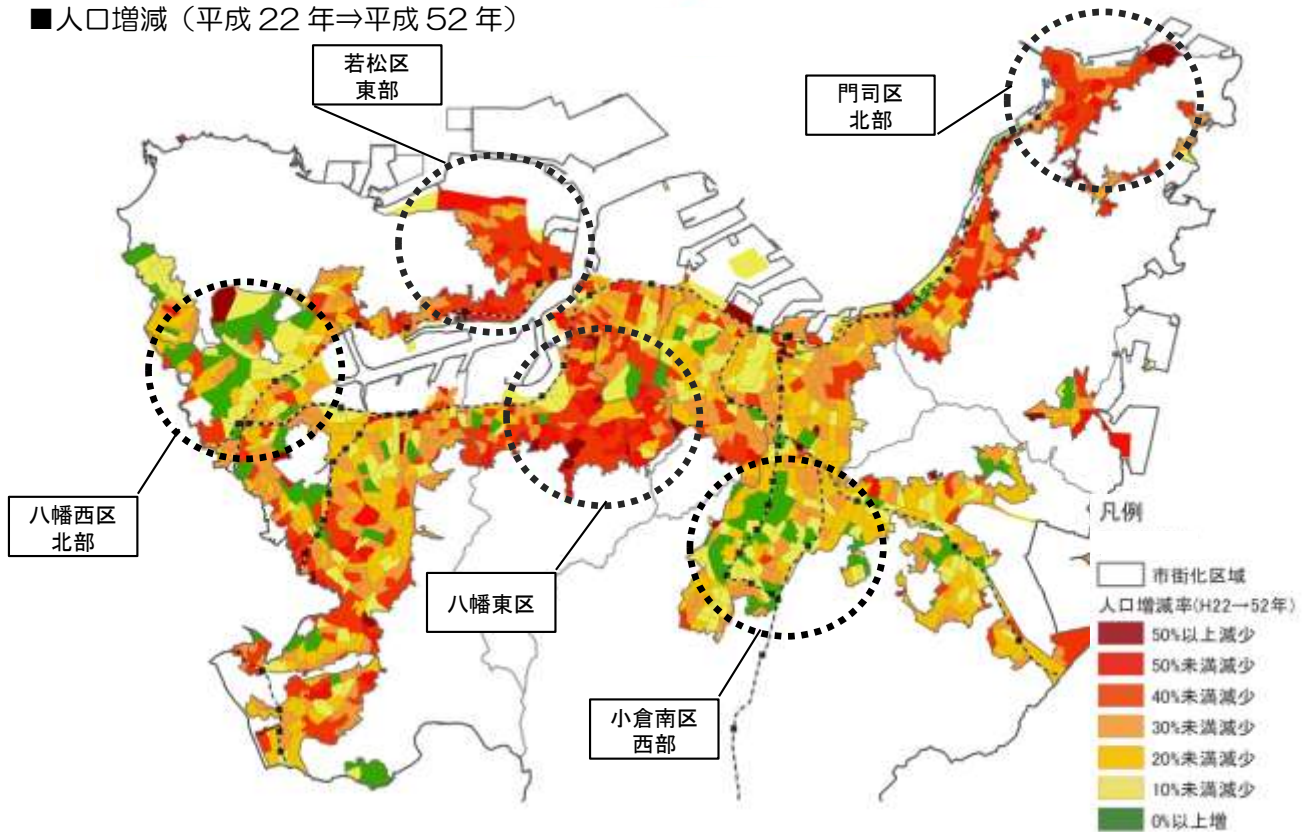 ■人口増減（平成 22 年⇒平成 52 年）
若松区
東部
門司区
北部
八幡西区
北部
八幡東区
小倉南区
西部
凡例
市街化区域
人口増減率(H22→52年)
50%以上減少
50%未満減少
40%未満減少
30%未満減少
20%未満減少
10%未満減少
0%以上増